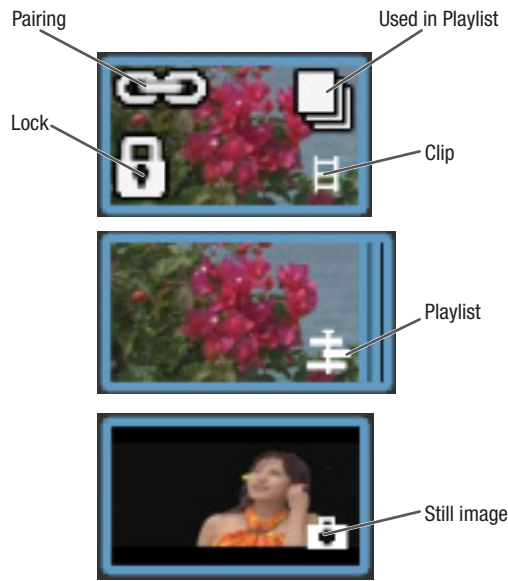 Pairing
Used in Playlist
Lock
Clip
Playlist
Still image